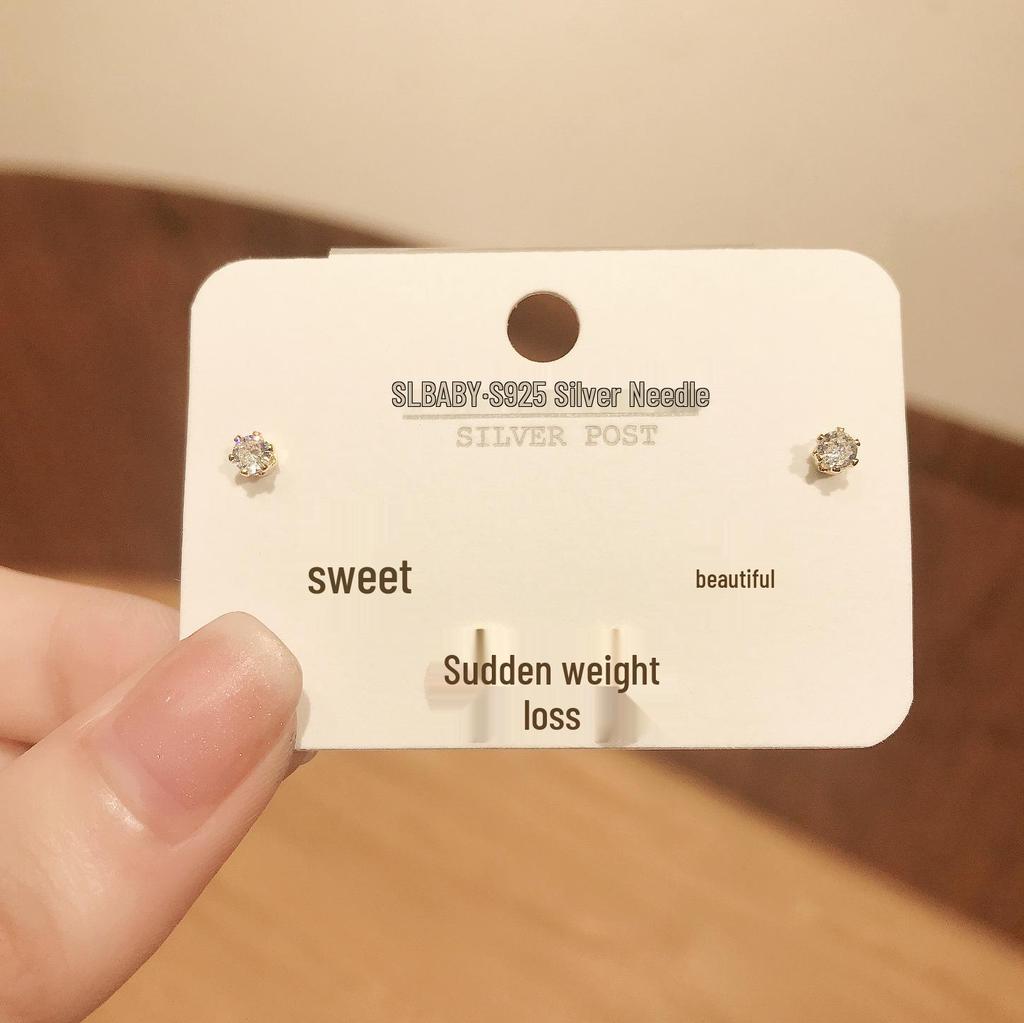 SLBABY·S925 Silver Needle
SILVER POST
sweet
beautiful
Sudden weight
loss